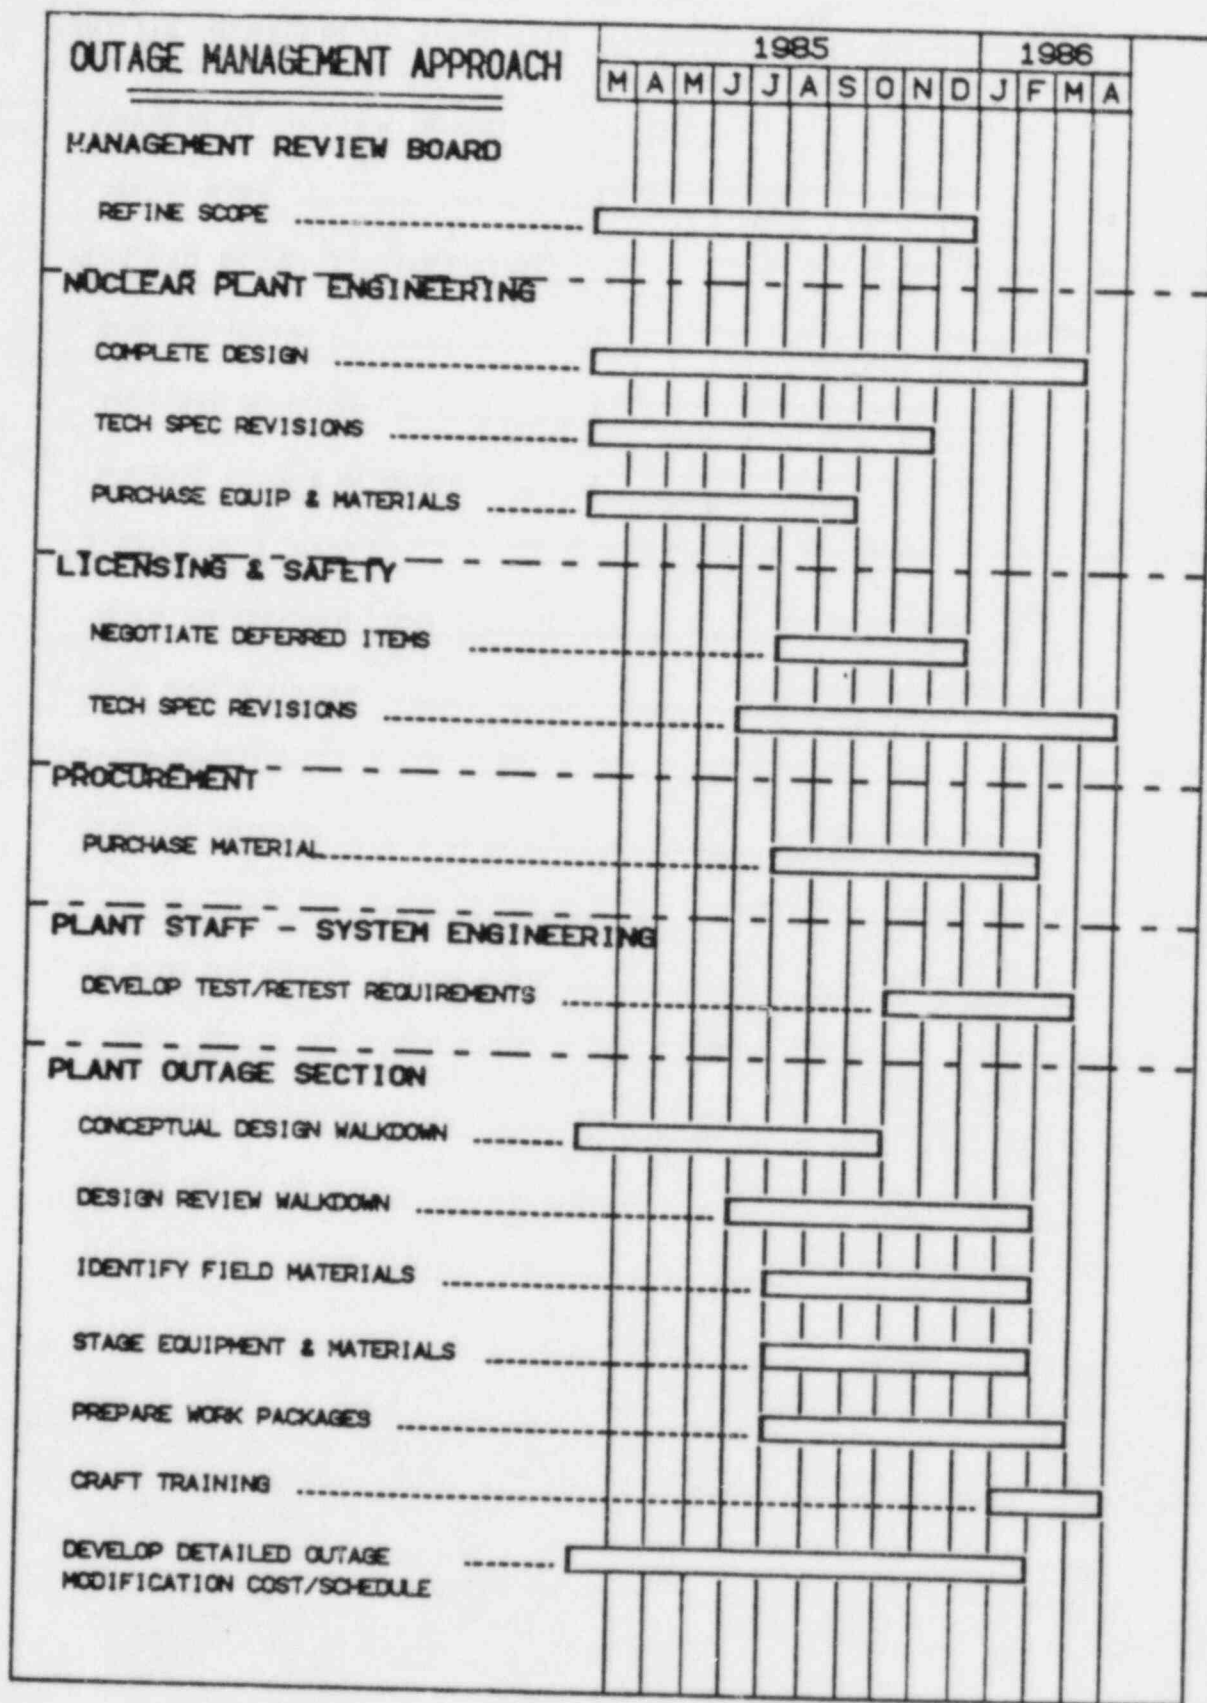 OUTAGE MANAGEMENT APPROACH
1985 1986
M A M J J A S O N D J F M A
MANAGEMENT REVIEW BOARD
REFINE SCOPE
NUCLEAR PLANT ENGINEERING
COMPLETE DESIGN
TECH SPEC REVISIONS
PURCHASE EQUIP & MATERIALS
LICENSING & SAFETY
NEGOTIATE DEFERRED ITEMS
TECH SPEC REVISIONS
PROCUREMENT
PURCHASE MATERIAL
PLANT STAFF - SYSTEM ENGINEERING
DEVELOP TEST/RETEST REQUIREMENTS
PLANT OUTAGE SECTION
CONCEPTUAL DESIGN WALKDOWN
DESIGN REVIEW WALKDOWN
IDENTIFY FIELD MATERIALS
STAGE EQUIPMENT & MATERIALS
PREPARE WORK PACKAGES
CRAFT TRAINING
DEVELOP DETAILED OUTAGE
MODIFICATION COST/SCHEDULE